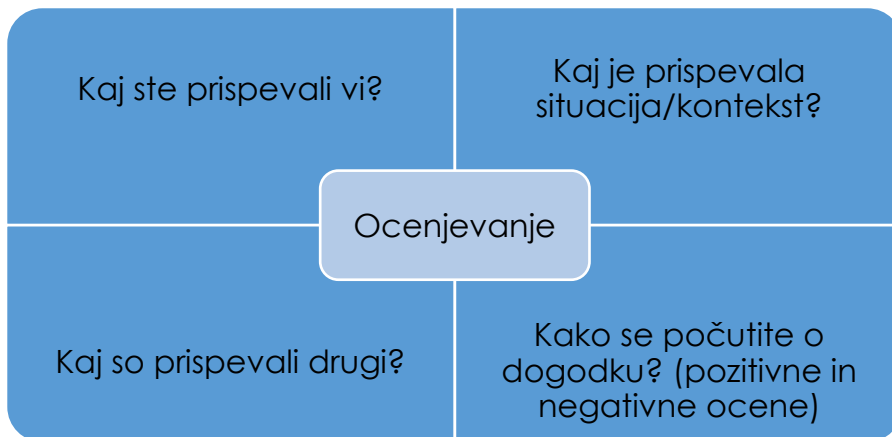 Kaj ste prispevali vi?
Kaj je prispevala
situacija/kontekst?
Ocenjevanje
Kaj so prispevali drugi?
Kako se počutite o
dogodku? (pozitivne in
negativne ocene)